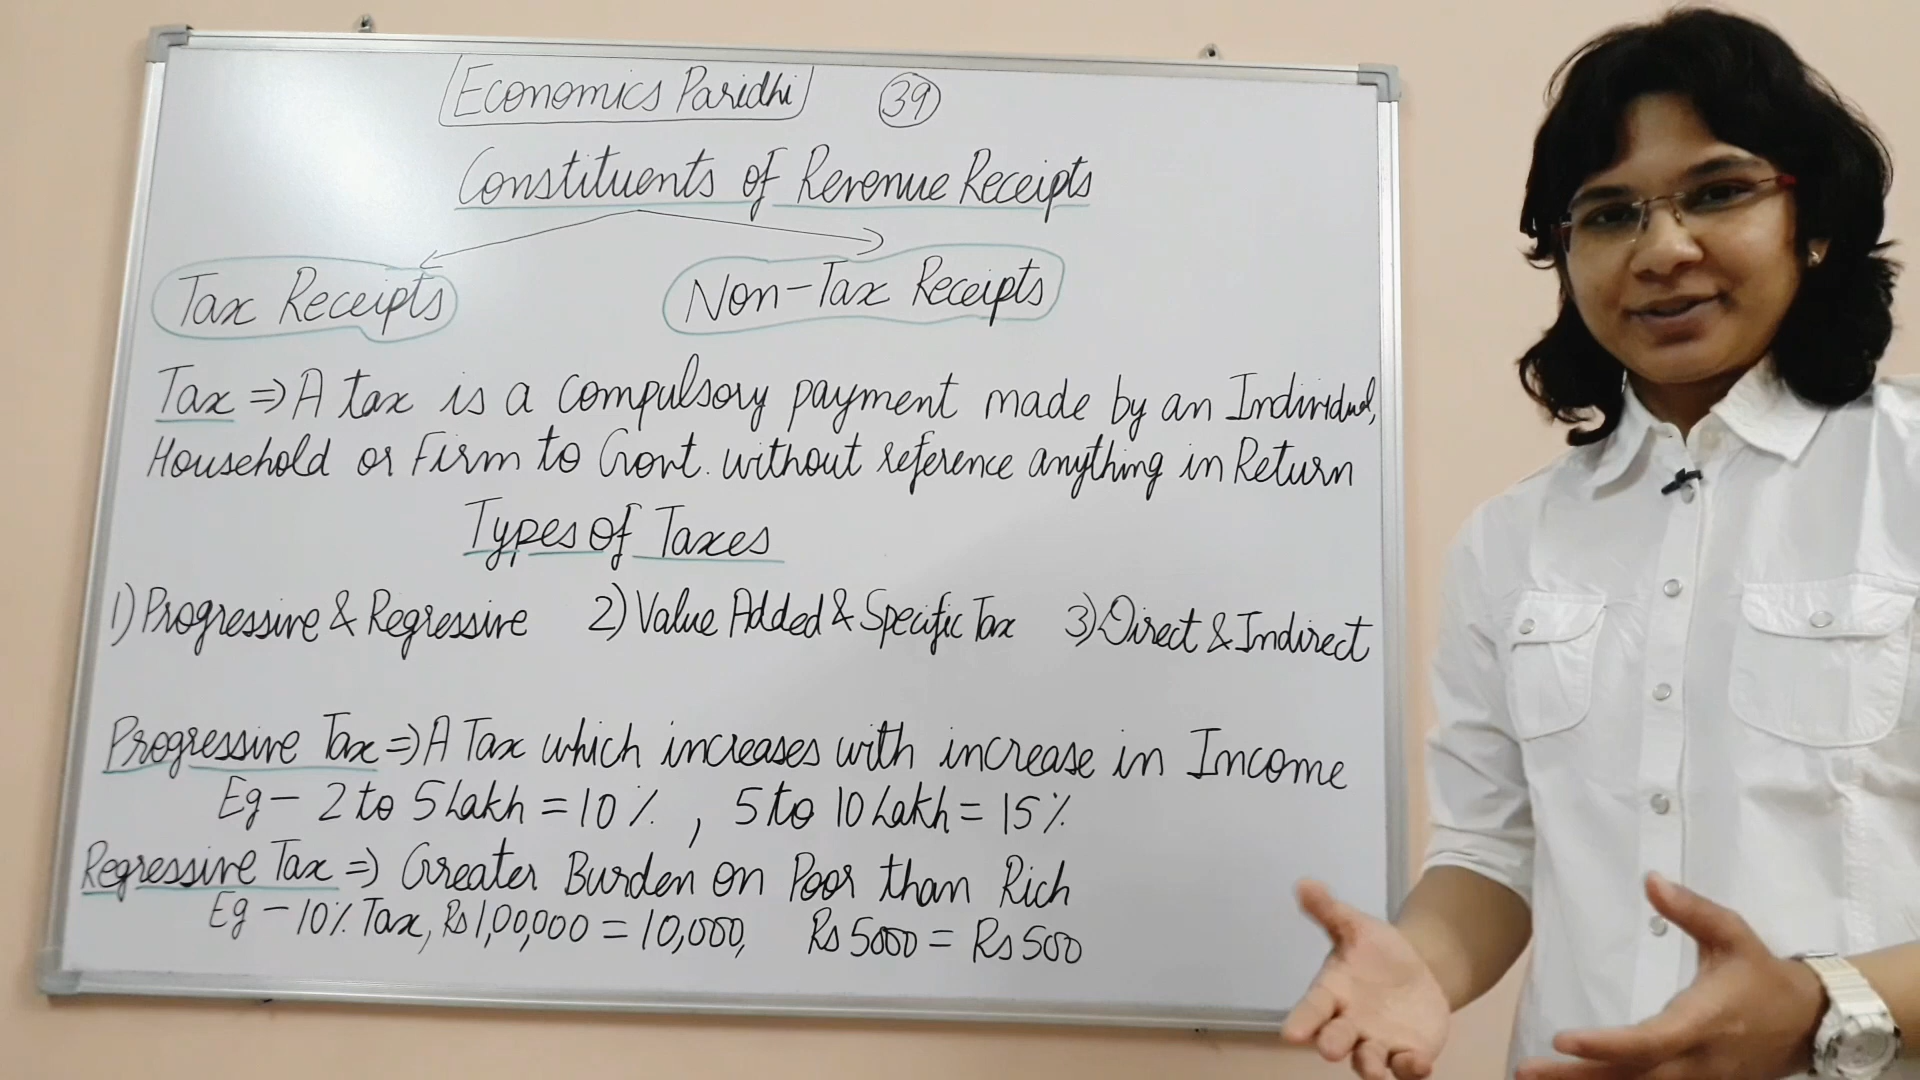 Economics Paridhi 39
Constituents of Revenue Receipts
Tax Receipts Non-Tax Receipts
Tax ⇒ A tax is a compulsory payment made by an Individual,
Household or Firm to Govt. without reference anything in Return
Types of Taxes
1) Progressive & Regressive 2) Value Added & Specific Tax 3) Direct & Indirect
Progressive Tax ⇒ A Tax which increases with increase in Income
Eg - 2 to 5 Lakh = 10 %. , 5 to 10 Lakh = 15 %
Regressive Tax ⇒ Greater Burden on Poor than Rich
Eg - 10% Tax, Rs 1,00,000 = 10,000, Rs 5000 = Rs 500